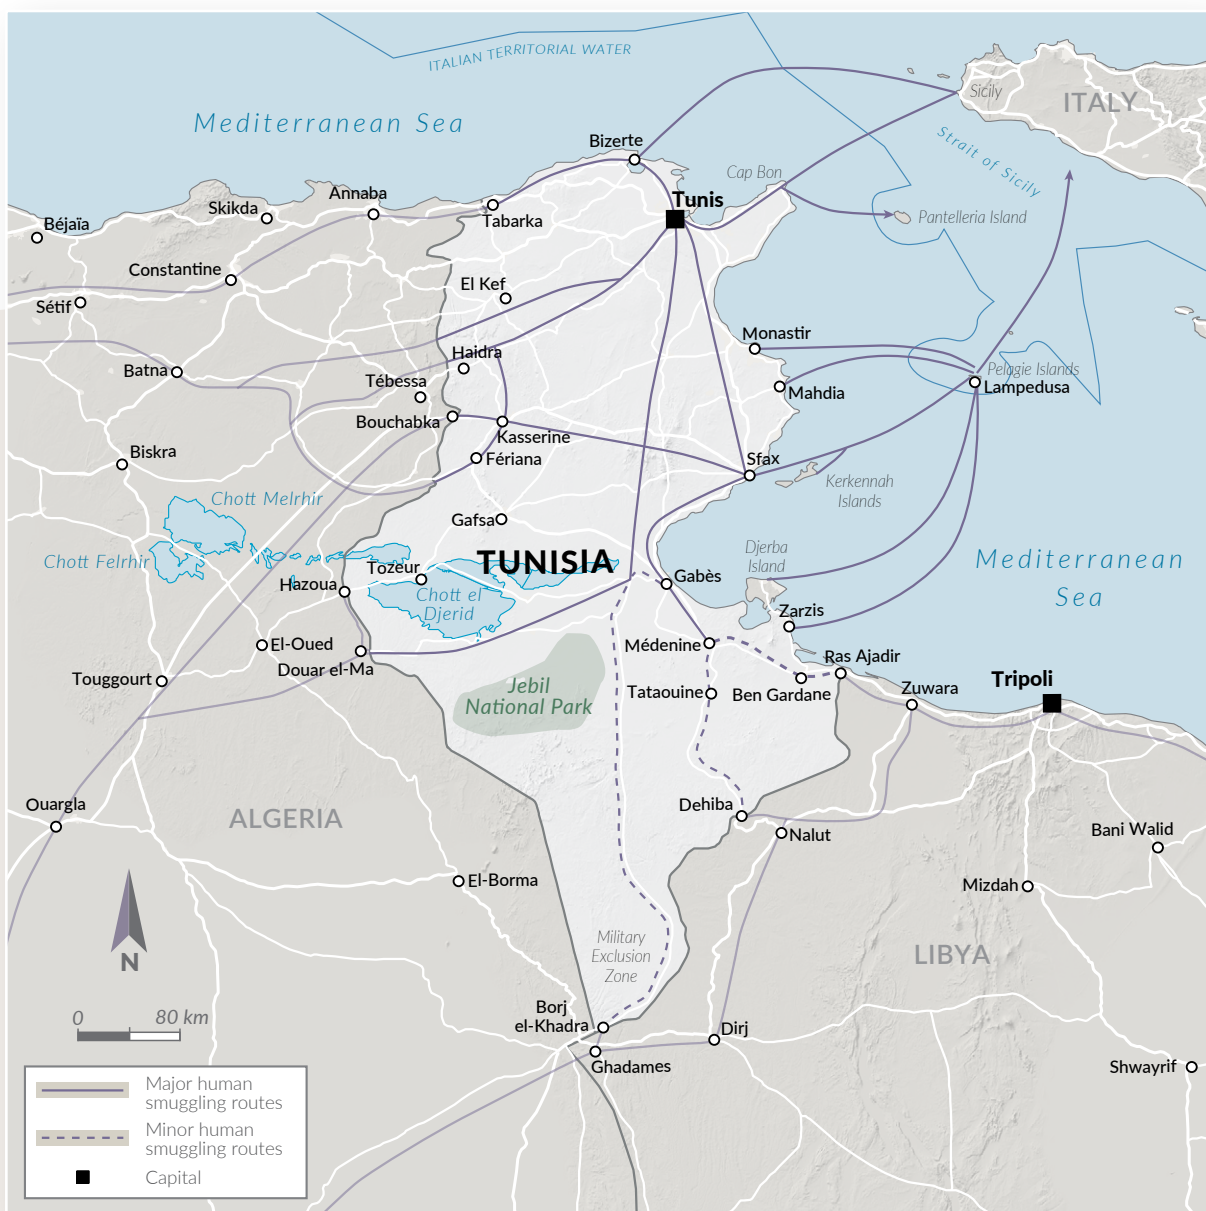 ITALIAN TERRITORIAL WATER
Mediterranean Sea
Sicily
ITALY
Strait of Sicily
Bizerte
Cap Bon
Tunis
Pantelleria Island
Annaba
Skikda
Tabarka
Béjaïa
Constantine
El Kef
Sétif
Monastir
Haidra
Pelagie Islands
Batna
Tébessa
Lampedusa
Mahdia
Bouchabka
Kasserine
Biskra
Fériana
Sfax
Kerkennah
Islands
Chott Melrhir
Gafsa
Chott Felrhir
Tozeur
TUNISIA
Djerba
Island
Mediterranean
Sea
Hazoua
Chott el
Djerid
Gabès
Zarzis
El-Oued
Douar el-Ma
Médenine
Ras Ajadir
Touggourt
Jebil
National Park
Tataouine
Ben Gardane
Zuwara
Tripoli
Ouargla
ALGERIA
Dehiba
Nalut
Bani Walid
El-Borma
Mizdah
Military
Exclusion
Zone
LIBYA
N
0 80 km
Borj
el-Khadra
Dirj
Ghadames
Shwayrif
Major human
smuggling routes
Minor human
smuggling routes
Capital